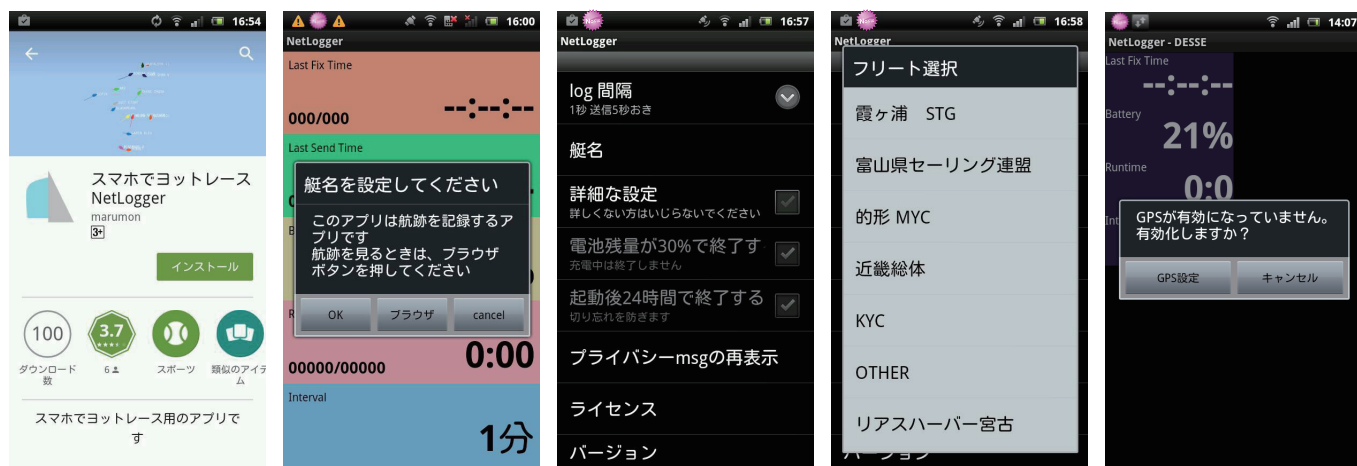 16:54
スマホでヨットレース
NetLogger
marumon
3+
インストール
100
ダウンロード
数
3.7
6
スポーツ
類似のアイテ
ム
スマホでヨットレース用のアプリで
す
16:00
NetLogger
Last Fix Time
--:--:--
000/000
Last Send Time
艇名を設定してください
このアプリは航跡を記録するア
プリです
航跡を見るときは、ブラウザ
ボタンを押してください
OK
ブラウザ
cancel
0:00
00000/00000
Interval
1分
16:57
NetLogger
log 間隔
1秒 送信5秒おき
艇名
詳細な設定
詳しくない方はいじらないでください
電池残量が30%で終了す
充電中は終了しません
起動後24時間で終了する
切り忘れを防ぎます
プライバシーmsgの再表示
ライセンス
バージョン
16:58
NetLogger
フリート選択
霞ヶ浦 STG
富山県セーリング連盟
的形 MYC
近畿総体
KYC
OTHER
リアスハーバー宮古
バージョン
14:07
NetLogger - DESSE
Last Fix Time
--:--:--
Battery
21%
Runtime
0:0
Int
GPSが有効になっていません。
有効化しますか?
GPS設定
キャンセル